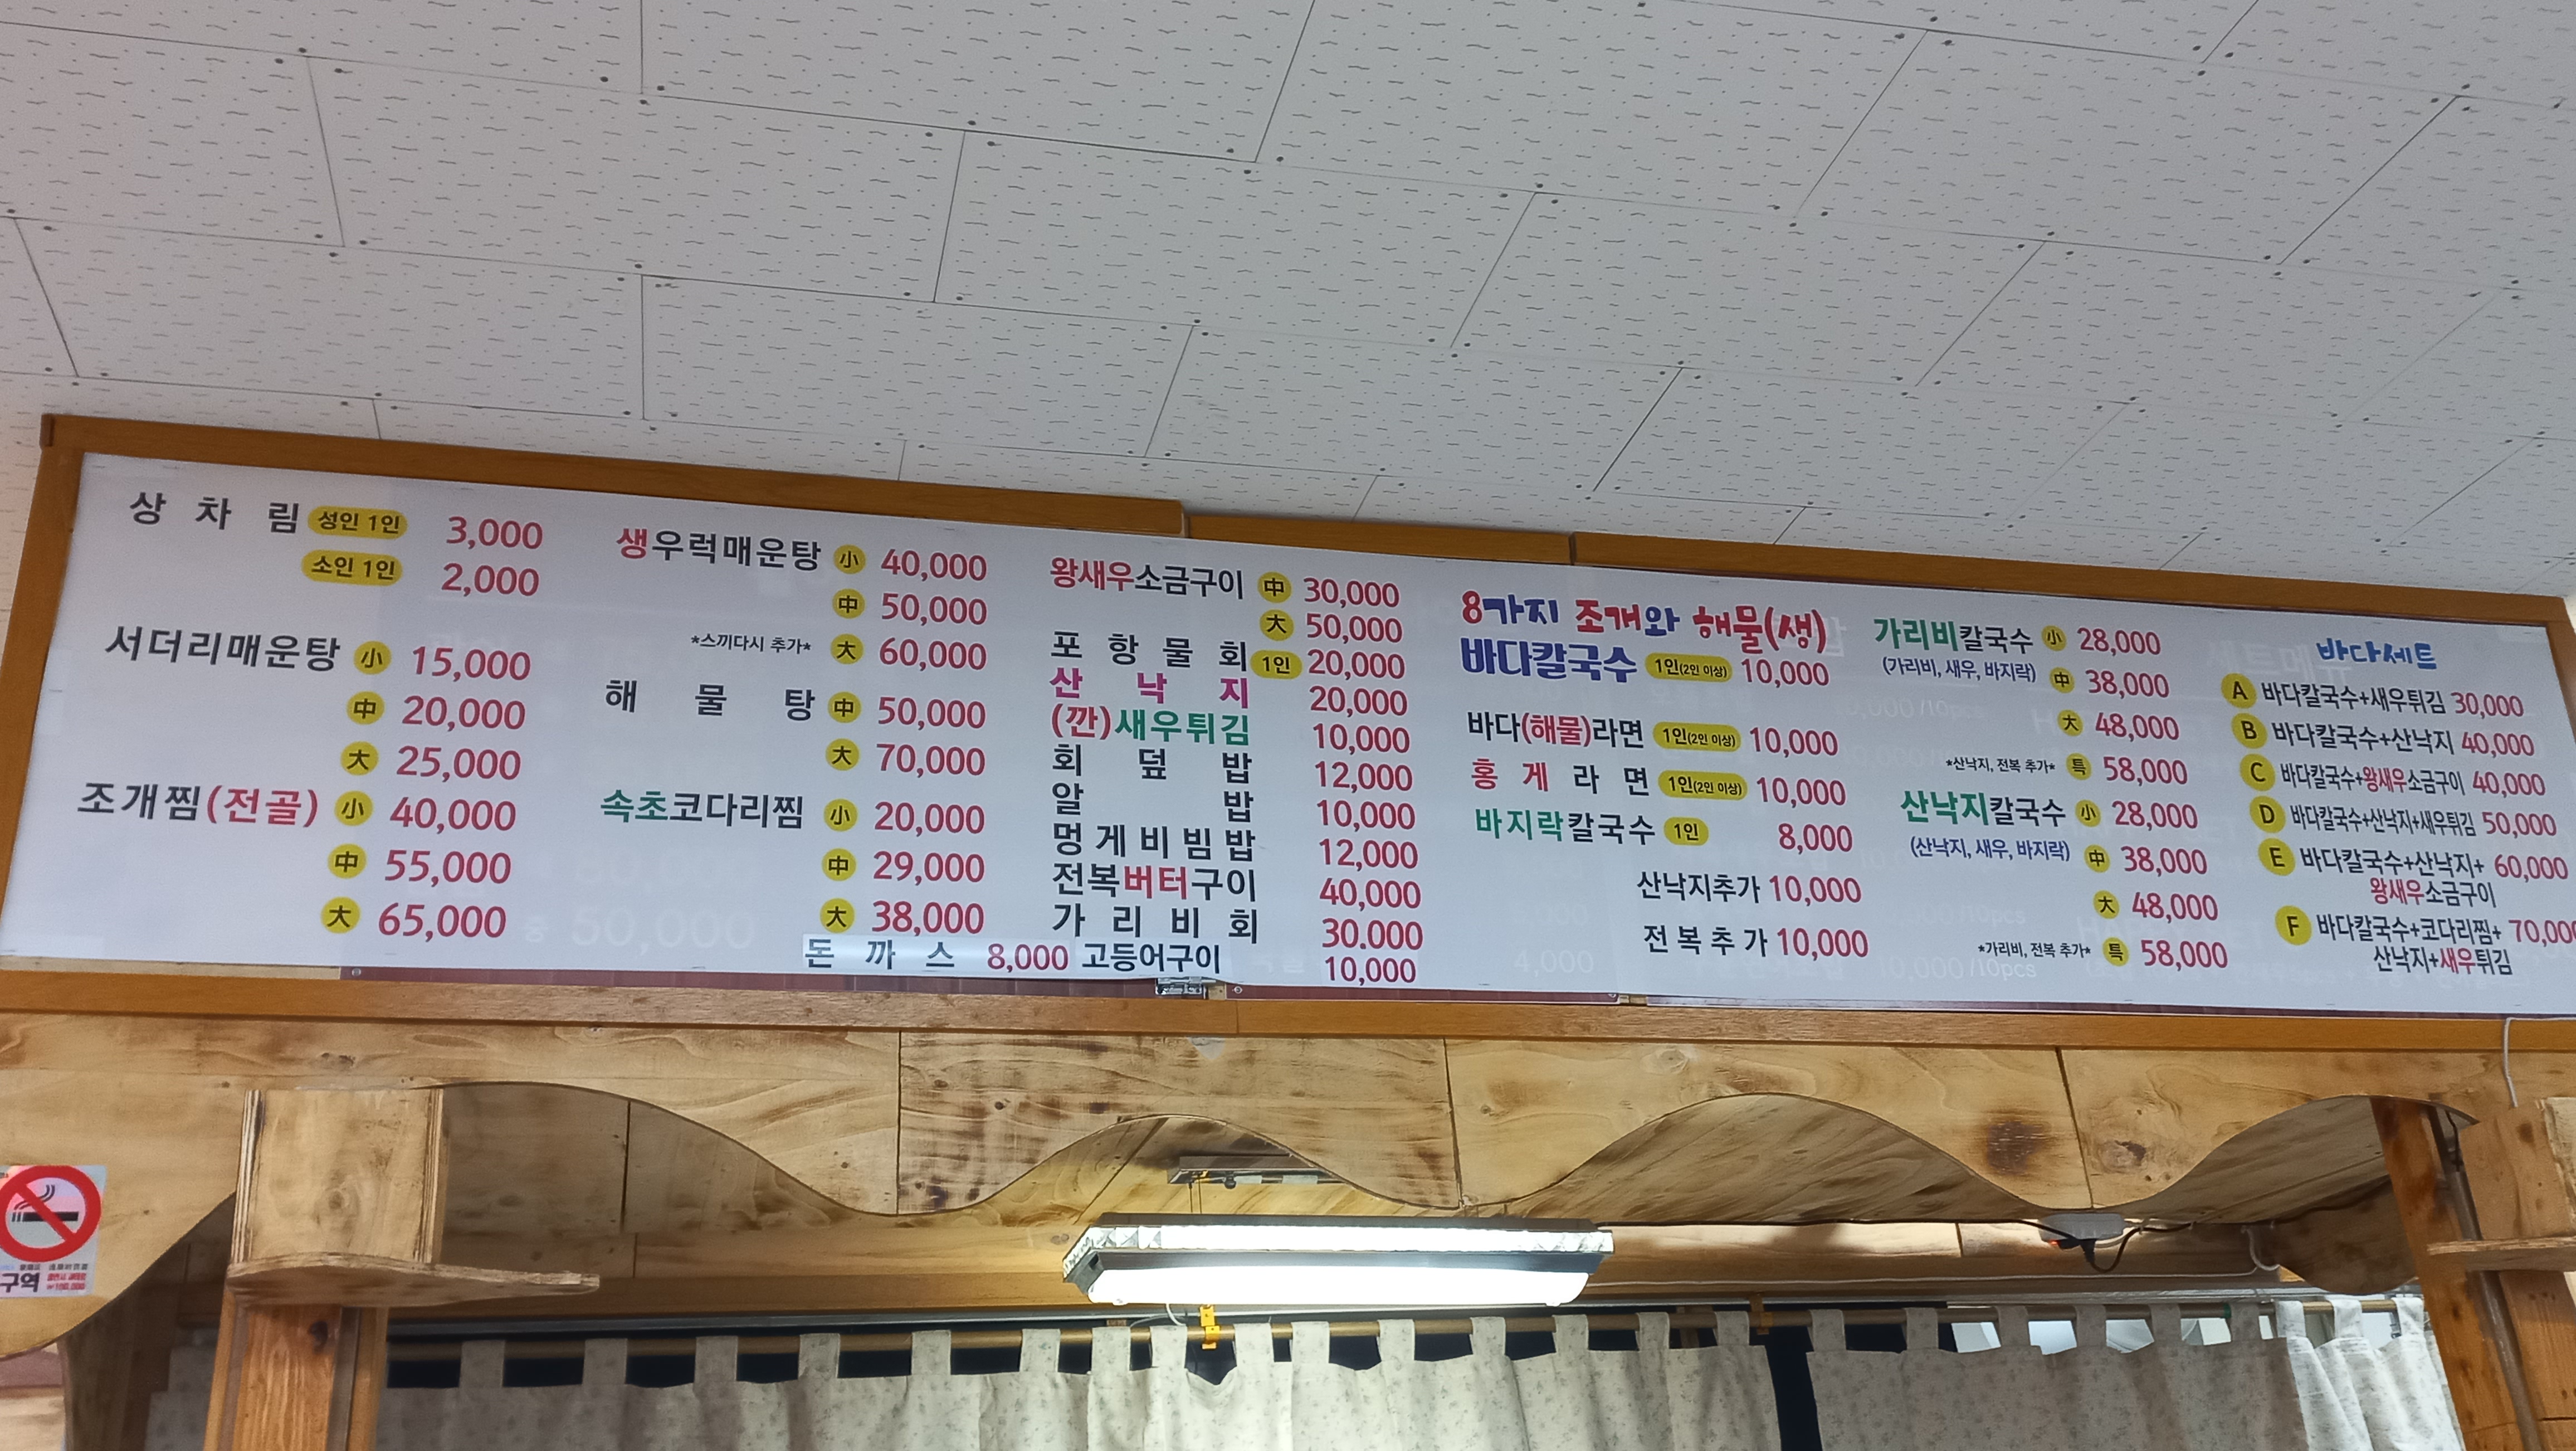 상 차 림 성인 1인 3,000
소인 1인 2,000
서더리매운탕 小 15,000
中 20,000
大 25,000
조개찜(전골) 小 40,000
中 55,000
大 65,000
생우럭매운탕 小 40,000
中 50,000
*스끼다시 추가* 大 60,000
해 물 탕 中 50,000
大 70,000
속초코다리찜 小 20,000
中 29,000
大 38,000
돈 까 스 8,000
왕새우소금구이 中 30,000
大 50,000
포 항 물 회 1인 20,000
산 낙 지 20,000
(깐)새우튀김 10,000
회 덮 밥 12,000
알 밥 10,000
멍게비빔밥 12,000
전복버터구이 40,000
가 리 비 회 30.000
고등어구이 10,000
8가지 조개와 해물(생)
바다칼국수 1인(2인 이상) 10,000
바다(해물)라면 1인(2인 이상) 10,000
홍 게 라 면 1인(2인 이상) 10,000
바지락칼국수 1인 8,000
산낙지추가 10,000
전복추가 10,000
가리비칼국수 小 28,000
(가리비, 새우, 바지락) 中 38,000
大 48,000
*산낙지, 전복 추가* 특 58,000
산낙지칼국수 小 28,000
(산낙지, 새우, 바지락) 中 38,000
大 48,000
*가리비, 전복 추가* 특 58,000
바다세트
A 바다칼국수+새우튀김 30,000
B 바다칼국수+산낙지 40,000
C 바다칼국수+왕새우소금구이 40,000
D 바다칼국수+산낙지+새우튀김 50,000
E 바다칼국수+산낙지+ 60,000
왕새우소금구이
F 바다칼국수+코다리찜+ 70,000
산낙지+새우튀김
구역